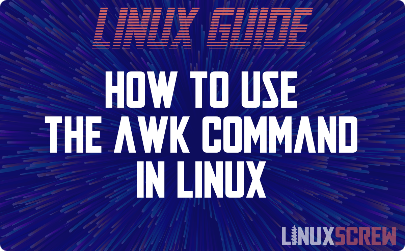 LINUX GUIDE
HOW TO USE
THE AWK COMMAND
IN LINUX
LINUXSCREW